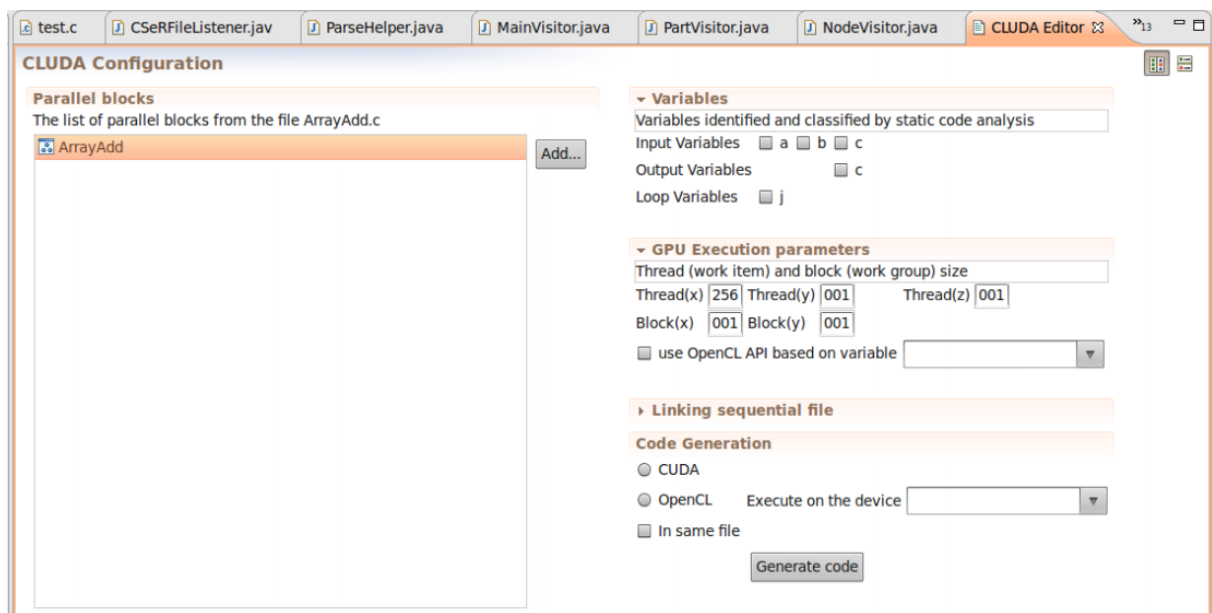 test.c CSeRFileListener.jav ParseHelper.java MainVisitor.java PartVisitor.java NodeVisitor.java CLUDA Editor »13
CLUDA Configuration
Parallel blocks
The list of parallel blocks from the file ArrayAdd.c
ArrayAdd
Add...
Variables
Variables identified and classified by static code analysis
Input Variables a b c
Output Variables c
Loop Variables j
GPU Execution parameters
Thread (work item) and block (work group) size
Thread(x) 256 Thread(y) 001 Thread(z) 001
Block(x) 001 Block(y) 001
use OpenCL API based on variable
Linking sequential file
Code Generation
CUDA
OpenCL Execute on the device
In same file
Generate code